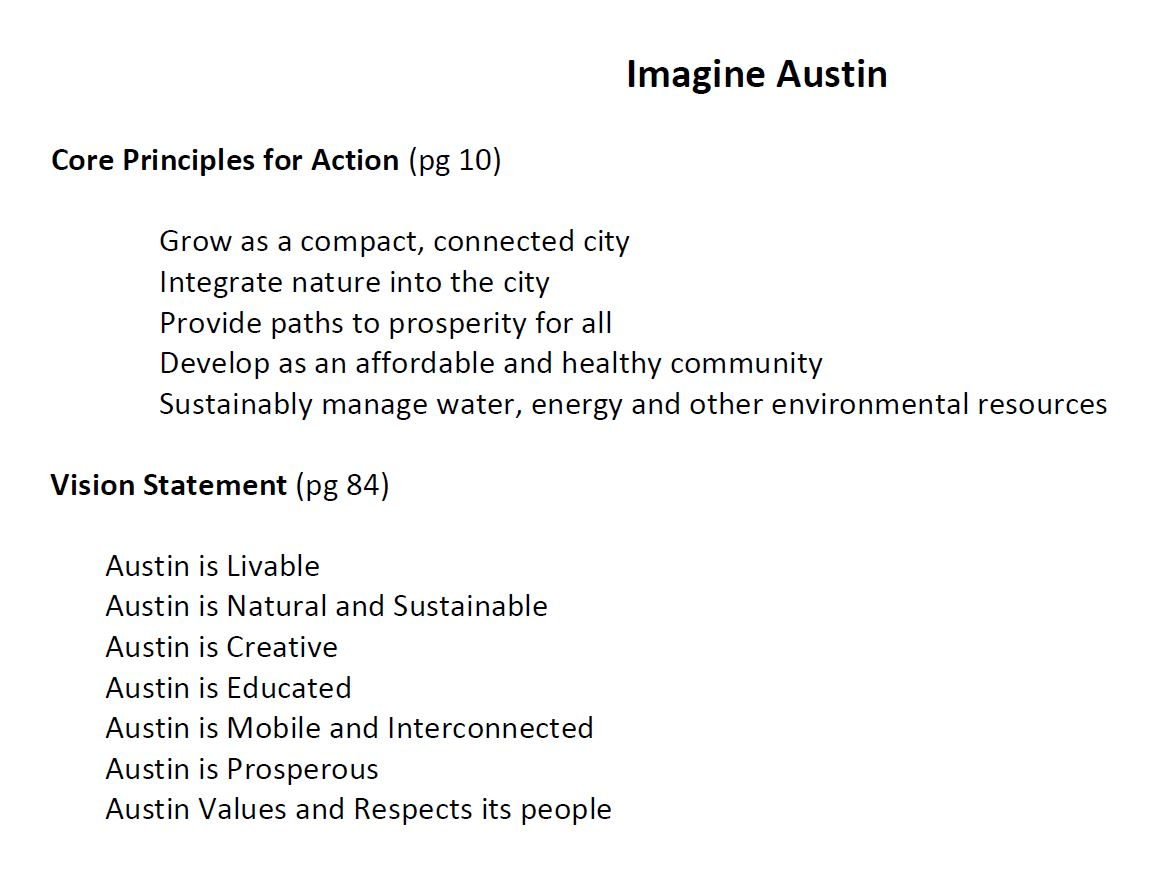 Imagine Austin
Core Principles for Action (pg 10)
Grow as a compact, connected city
Integrate nature into the city
Provide paths to prosperity for all
Develop as an affordable and healthy community
Sustainably manage water, energy and other environmental resources
Vision Statement (pg 84)
Austin is Livable
Austin is Natural and Sustainable
Austin is Creative
Austin is Educated
Austin is Mobile and Interconnected
Austin is Prosperous
Austin Values and Respects its people